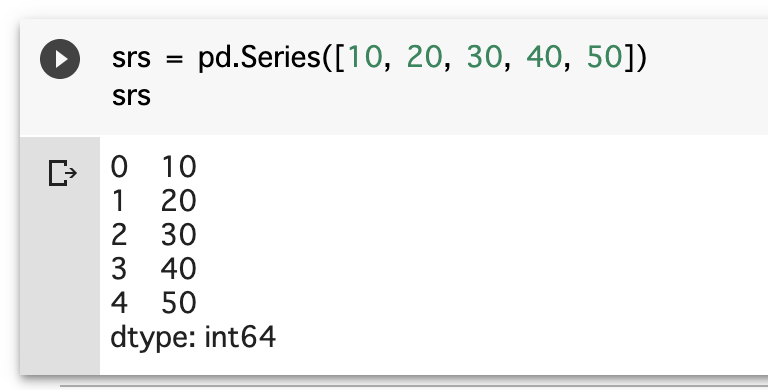 srs = pd.Series([10, 20, 30, 40, 50])
srs
0 10
1 20
2 30
3 40
4 50
dtype: int64